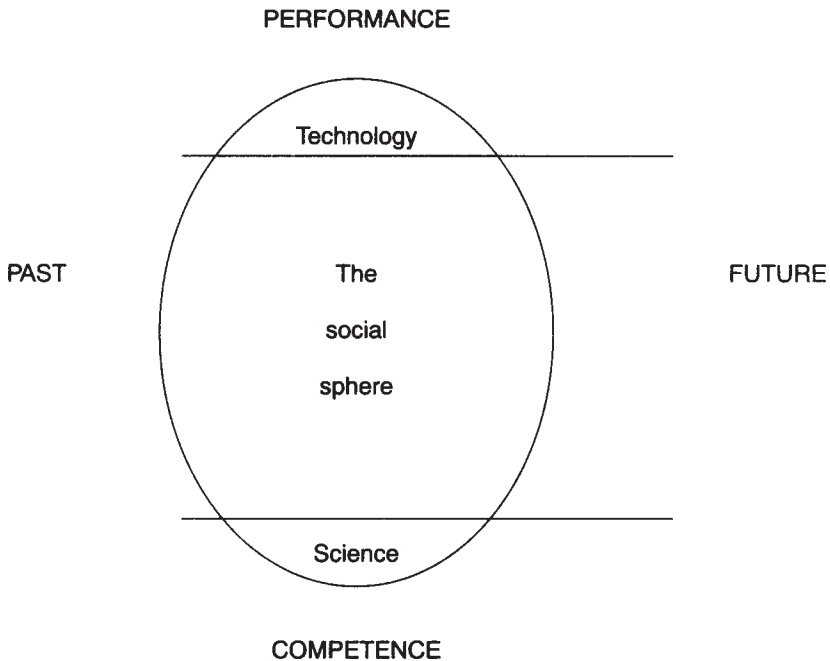 PERFORMANCE
Technology
PAST
The
FUTURE
social
sphere
Science
COMPETENCE